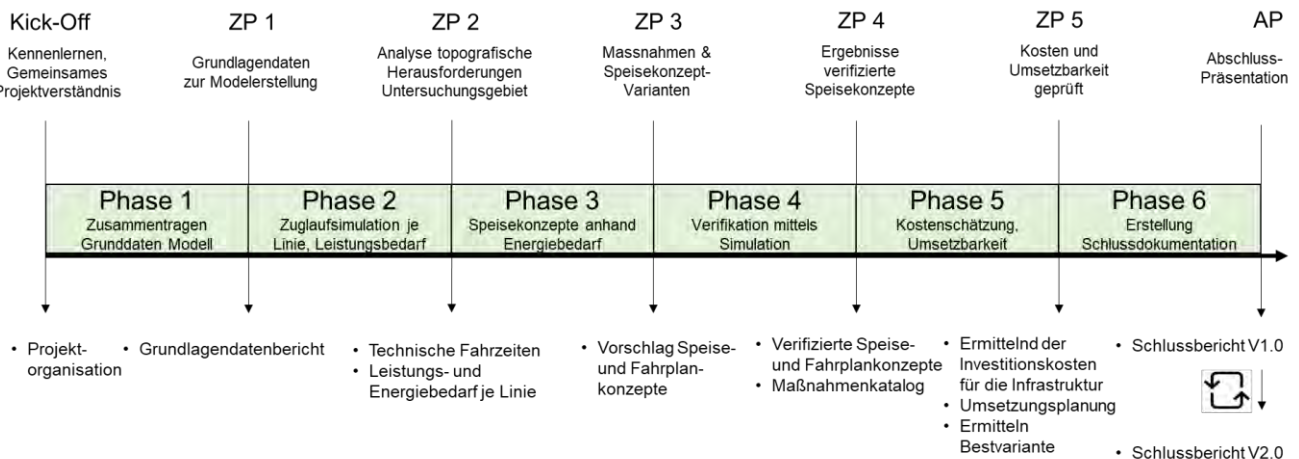 Kick-Off
Kennenlernen,
Gemeinsames
Projektverständnis
ZP 1
Grundlagendaten
zur Modelerstellung
ZP 2
Analyse topografische
Herausforderungen
Untersuchungsgebiet
ZP 3
Massnahmen &
Speisekonzept-
Varianten
ZP 4
Ergebnisse
verifizierte
Speisekonzepte
ZP 5
Kosten und
Umsetzbarkeit
geprüft
AP
Abschluss-
Präsentation
Phase 1
Zusammentragen
Grunddaten Modell
Phase 2
Zuglaufsimulation je
Linie, Leistungsbedarf
Phase 3
Speisekonzepte anhand
Energiebedarf
Phase 4
Verifikation mittels
Simulation
Phase 5
Kostenschätzung,
Umsetzbarkeit
Phase 6
Erstellung
Schlussdokumentation
• Projekt-
organisation
• Grundlagendatenbericht
• Technische Fahrzeiten
• Leistungs- und
Energiebedarf je Linie
• Vorschlag Speise-
und Fahrplan-
konzepte
• Verifizierte Speise-
und Fahrplankonzepte
• Maßnahmenkatalog
• Ermittelnd der
Investitionskosten
für die Infrastruktur
• Umsetzungsplanung
• Ermitteln
Bestvariante
• Schlussbericht V1.0
• Schlussbericht V2.0